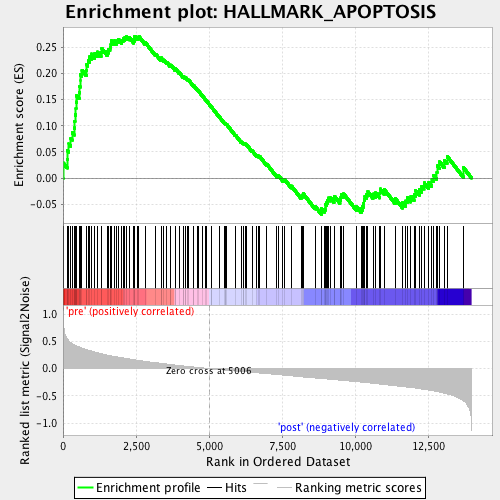 Enrichment plot: HALLMARK_APOPTOSIS
Enrichment score (ES)
0.25
0.20
0.15
0.10
0.05
0.00
-0.05
Ranked list metric (Signal2Noise)
1.0
0.5
0.0
-0.5
-1.0
'pre' (positively correlated)
Zero cross at 5006
'post' (negatively correlated)
0
2,500
5,000
7,500
10,000
12,500
Rank in Ordered Dataset
Enrichment profile
Hits
Ranking metric scores